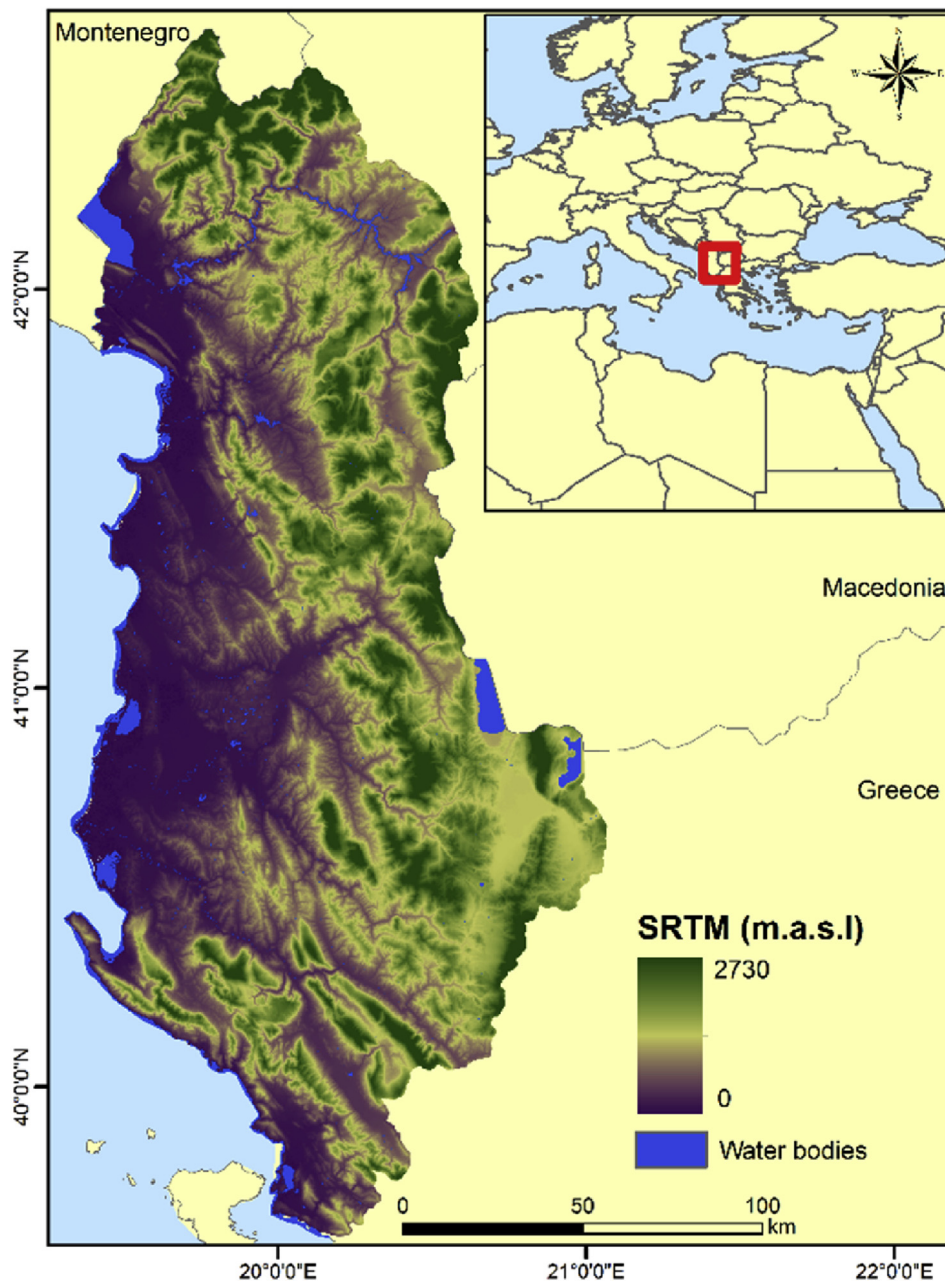 Montenegro
N
W
E
S
42°0'0"N
Macedonia
41°0'0"N
Greece
SRTM (m.a.s.l)
2730
0
40°0'0"N
Water bodies
0 50 100
km
20°0'0"E 21°0'0"E 22°0'0"E